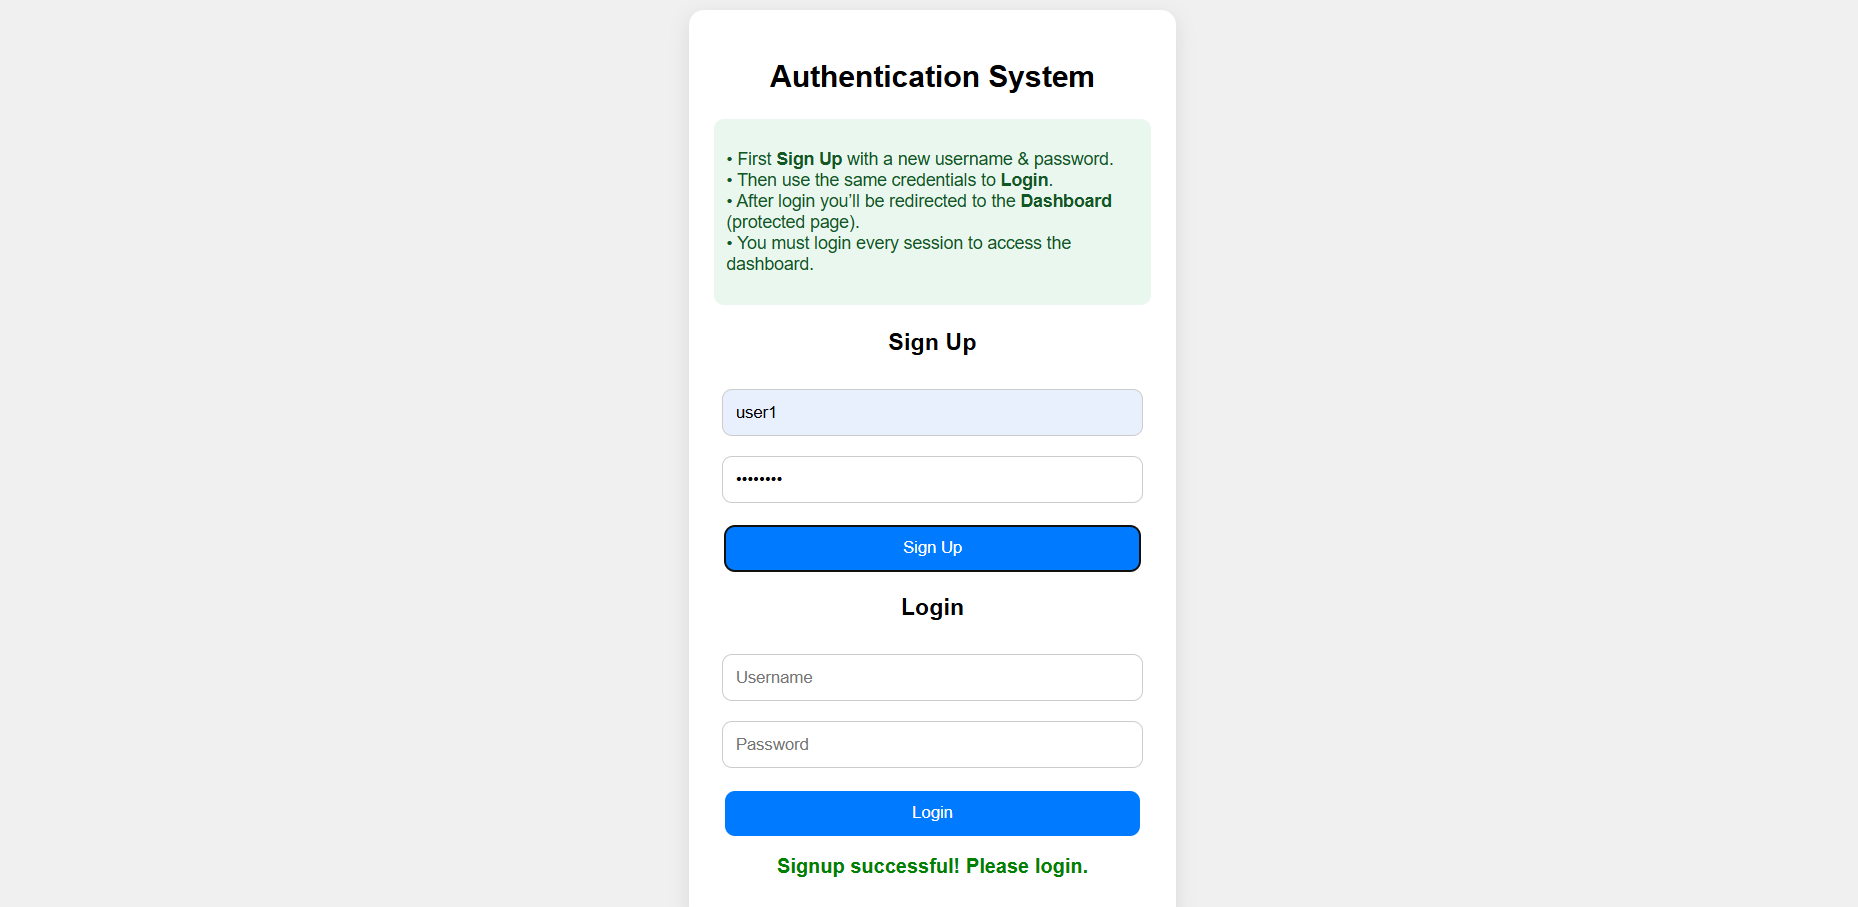 Authentication System
• First Sign Up with a new username & password.
• Then use the same credentials to Login.
• After login you’ll be redirected to the Dashboard
(protected page).
• You must login every session to access the
dashboard.
Sign Up
user1
••••••••
Sign Up
Login
Username
Password
Login
Signup successful! Please login.